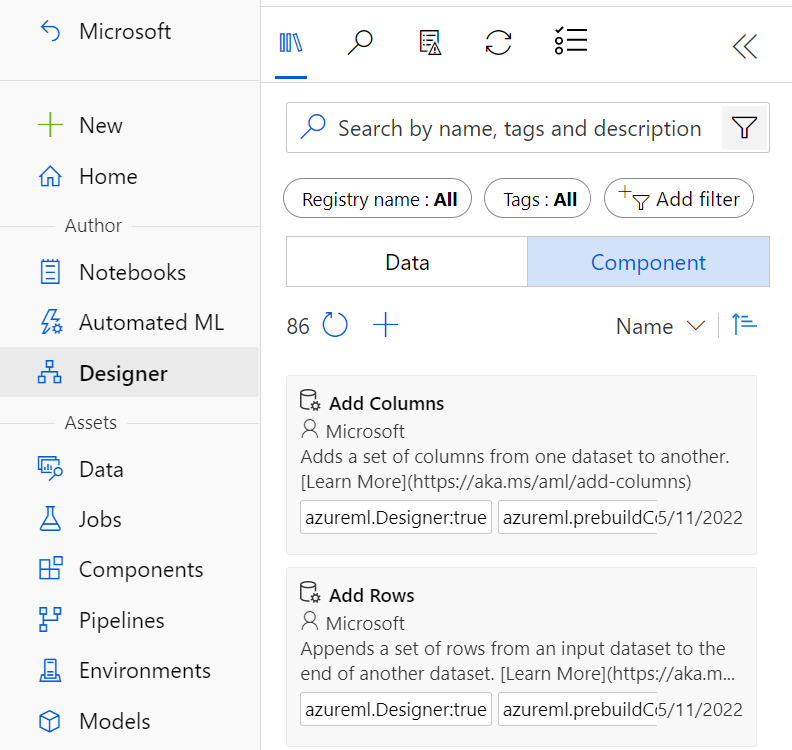 Microsoft
New
Home
Author
Notebooks
Automated ML
Designer
Assets
Data
Jobs
Components
Pipelines
Environments
Models
Search by name, tags and description
Registry name : All
Tags : All
Add filter
Data
Component
86
Name
Add Columns
Microsoft
Adds a set of columns from one dataset to another.
[Learn More](https://aka.ms/aml/add-columns)
azureml.Designer:true azureml.prebuildC 5/11/2022
Add Rows
Microsoft
Appends a set of rows from an input dataset to the
end of another dataset. [Learn More](https://aka.m...
azureml.Designer:true azureml.prebuildC 5/11/2022